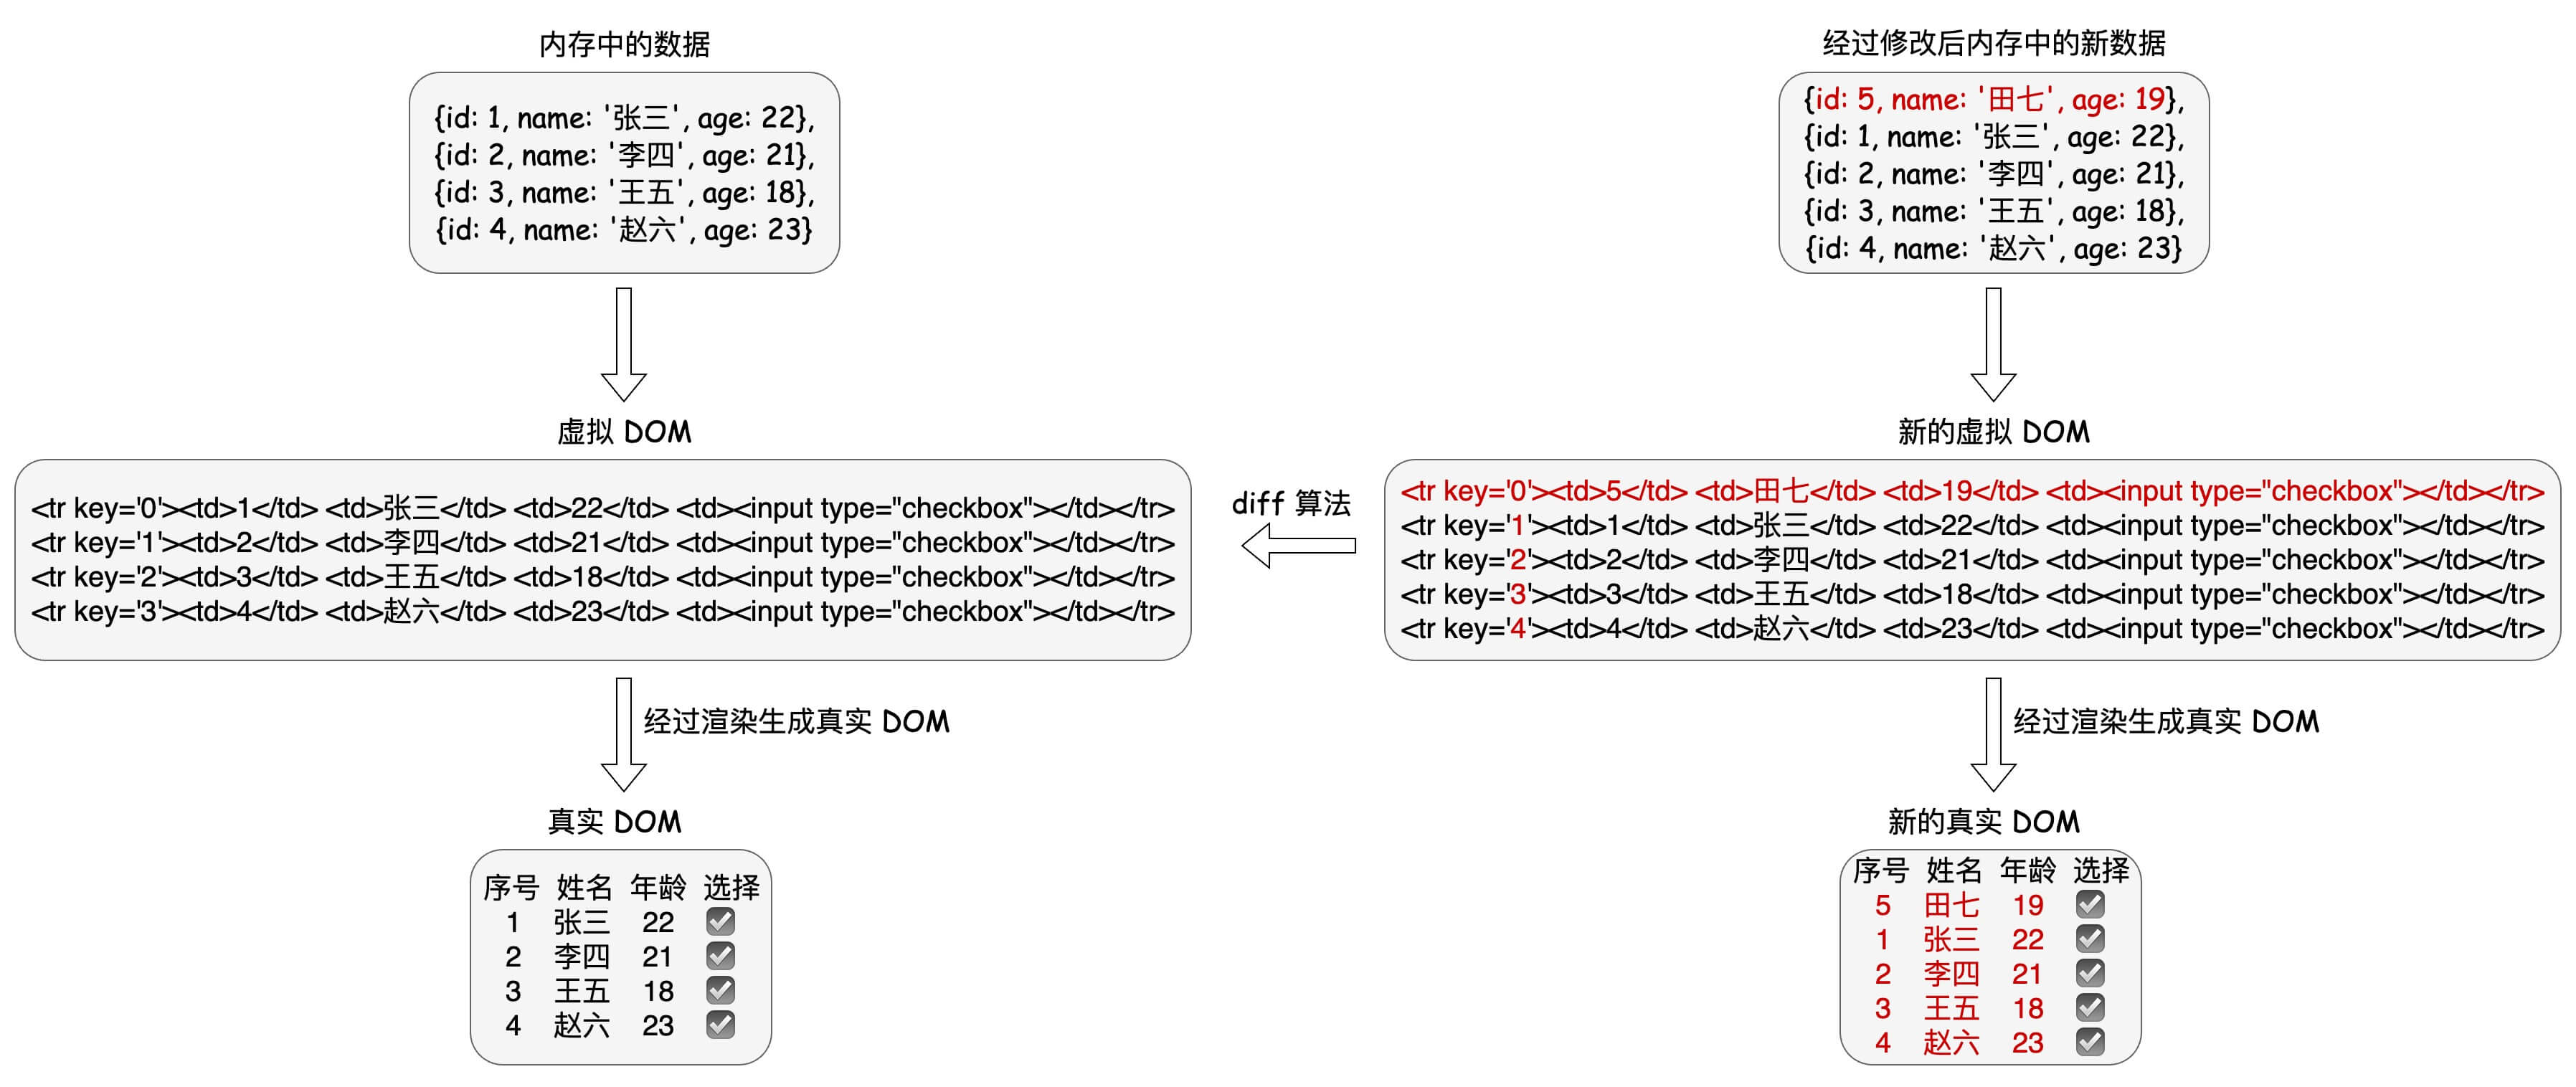 内存中的数据
{id: 1, name: '张三', age: 22},
{id: 2, name: '李四', age: 21},
{id: 3, name: '王五', age: 18},
{id: 4, name: '赵六', age: 23}
虚拟 DOM
<tr key='0'><td>1</td> <td>张三</td> <td>22</td> <td><input type="checkbox"></td></tr>
<tr key='1'><td>2</td> <td>李四</td> <td>21</td> <td><input type="checkbox"></td></tr>
<tr key='2'><td>3</td> <td>王五</td> <td>18</td> <td><input type="checkbox"></td></tr>
<tr key='3'><td>4</td> <td>赵六</td> <td>23</td> <td><input type="checkbox"></td></tr>
经过渲染生成真实 DOM
真实 DOM
序号 姓名 年龄 选择
1 张三 22
2 李四 21
3 王五 18
4 赵六 23
diff 算法
经过修改后内存中的新数据
{id: 5, name: '田七', age: 19},
{id: 1, name: '张三', age: 22},
{id: 2, name: '李四', age: 21},
{id: 3, name: '王五', age: 18},
{id: 4, name: '赵六', age: 23}
新的虚拟 DOM
<tr key='0'><td>5</td> <td>田七</td> <td>19</td> <td><input type="checkbox"></td></tr>
<tr key='1'><td>1</td> <td>张三</td> <td>22</td> <td><input type="checkbox"></td></tr>
<tr key='2'><td>2</td> <td>李四</td> <td>21</td> <td><input type="checkbox"></td></tr>
<tr key='3'><td>3</td> <td>王五</td> <td>18</td> <td><input type="checkbox"></td></tr>
<tr key='4'><td>4</td> <td>赵六</td> <td>23</td> <td><input type="checkbox"></td></tr>
经过渲染生成真实 DOM
新的真实 DOM
序号 姓名 年龄 选择
5 田七 19
1 张三 22
2 李四 21
3 王五 18
4 赵六 23